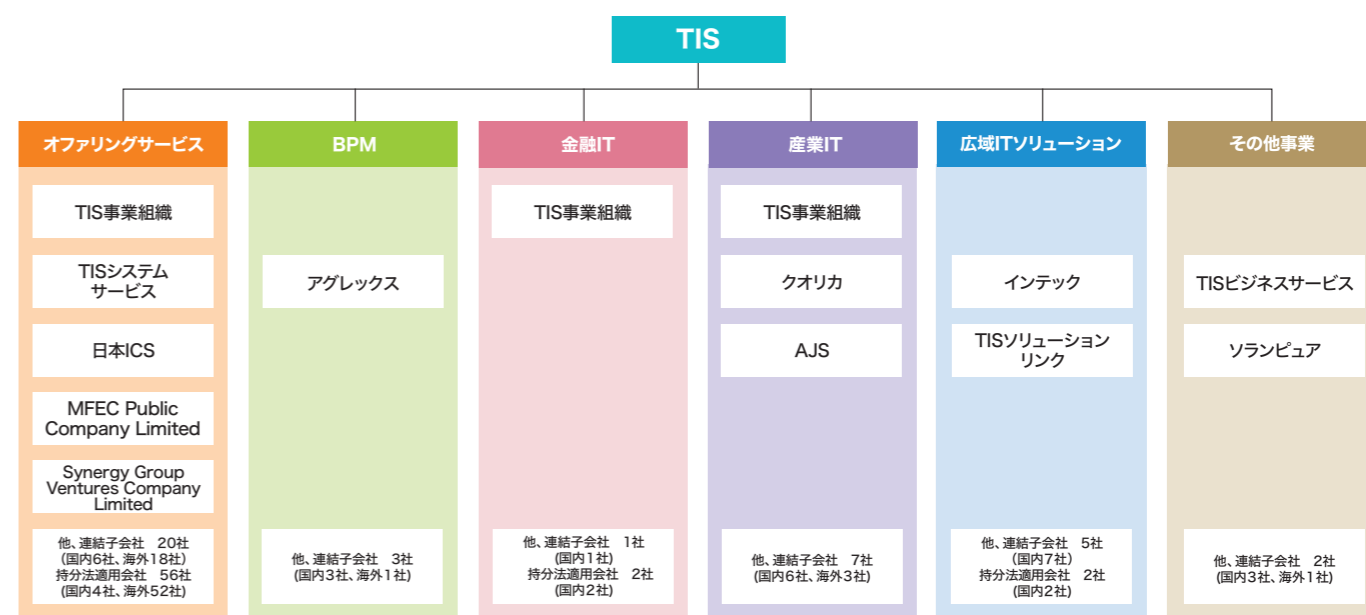 TIS
オファリングサービス
TIS事業組織
TISシステム
サービス
日本ICS
MFEC Public
Company Limited
Synergy Group
Ventures Company
Limited
他、連結子会社　20社
(国内6社、海外18社)
持分法適用会社　56社
(国内4社、海外52社)
BPM
アグレックス
他、連結子会社　3社
(国内3社、海外1社)
金融IT
TIS事業組織
他、連結子会社　1社
(国内1社)
持分法適用会社　2社
(国内2社)
産業IT
TIS事業組織
クオリカ
AJS
他、連結子会社　7社
(国内6社、海外3社)
広域ITソリューション
インテック
TISソリューション
リンク
他、連結子会社　5社
(国内7社)
持分法適用会社　2社
(国内2社)
その他事業
TISビジネスサービス
ソランピュア
他、連結子会社　2社
(国内3社、海外1社)